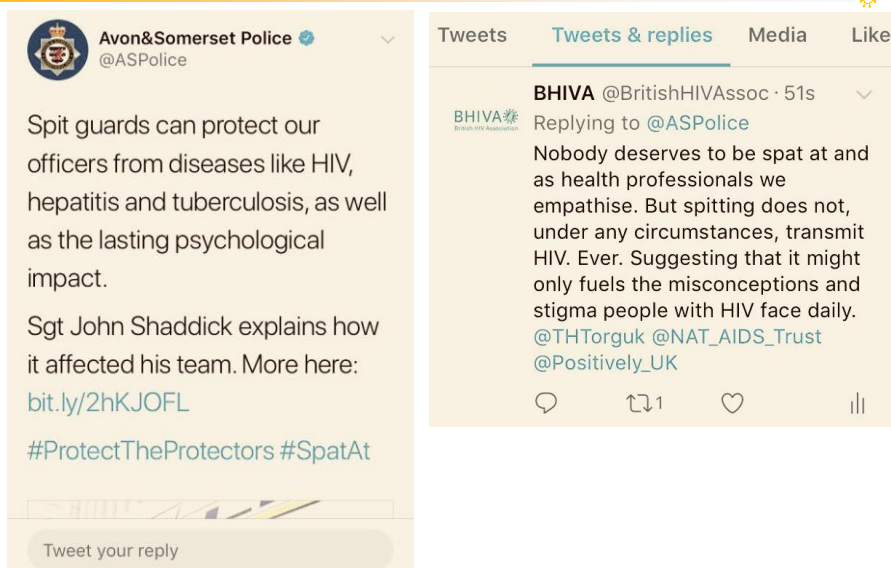 Avon&Somerset Police
@ASPolice
Spit guards can protect our
officers from diseases like HIV,
hepatitis and tuberculosis, as well
as the lasting psychological
impact.
Sgt John Shaddick explains how
it affected his team. More here:
bit.ly/2hKJOFL
#ProtectTheProtectors #SpatAt
Tweet your reply
Tweets
Tweets & replies
Media
Like
BHIVA
British HIV Association
BHIVA @BritishHIVAssoc · 51s
Replying to @ASPolice
Nobody deserves to be spat at and
as health professionals we
empathise. But spitting does not,
under any circumstances, transmit
HIV. Ever. Suggesting that it might
only fuels the misconceptions and
stigma people with HIV face daily.
@THTorguk @NAT_AIDS_Trust
@Positively_UK
1